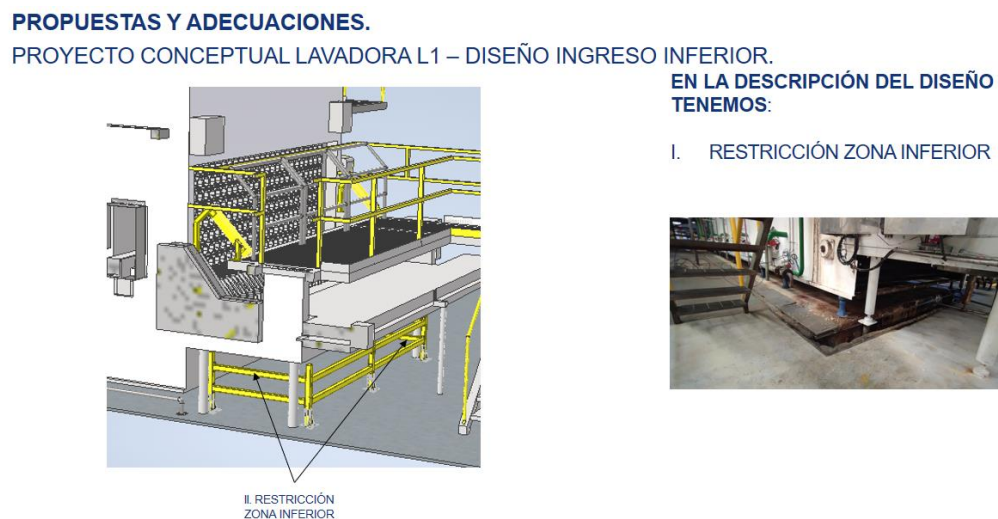 PROPUESTAS Y ADECUACIONES.
PROYECTO CONCEPTUAL LAVADORA L1 – DISEÑO INGRESO INFERIOR.
EN LA DESCRIPCIÓN DEL DISEÑO
TENEMOS:
I. RESTRICCIÓN ZONA INFERIOR
II. RESTRICCIÓN
ZONA INFERIOR